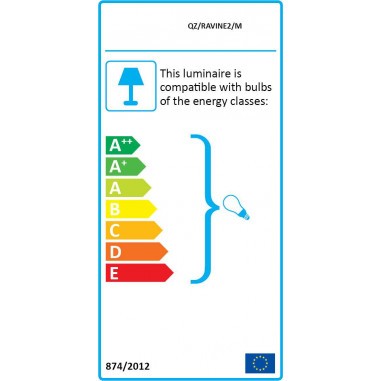 QZ/RAVINE2/M
This luminaire is
compatible with bulbs
of the energy classes:
A++
A+
A
B
C
D
E
874/2012